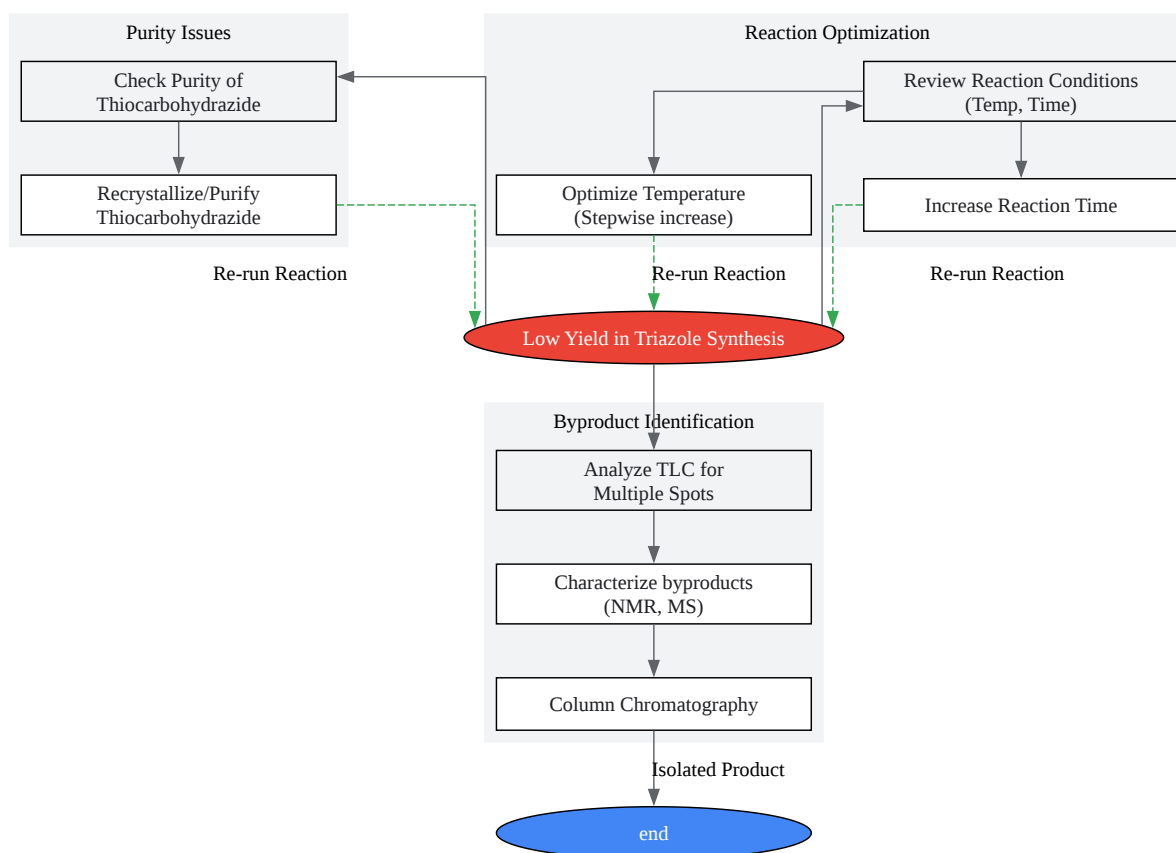 Purity Issues
Reaction Optimization
Check Purity of
Thiocarbohydrazide
Review Reaction Conditions
(Temp, Time)
Recrystallize/Purify
Thiocarbohydrazide
Optimize Temperature
(Stepwise increase)
Increase Reaction Time
Re-run Reaction
Re-run Reaction
Re-run Reaction
Low Yield in Triazole Synthesis
Byproduct Identification
Analyze TLC for
Multiple Spots
Characterize byproducts
(NMR, MS)
Column Chromatography
Isolated Product
end